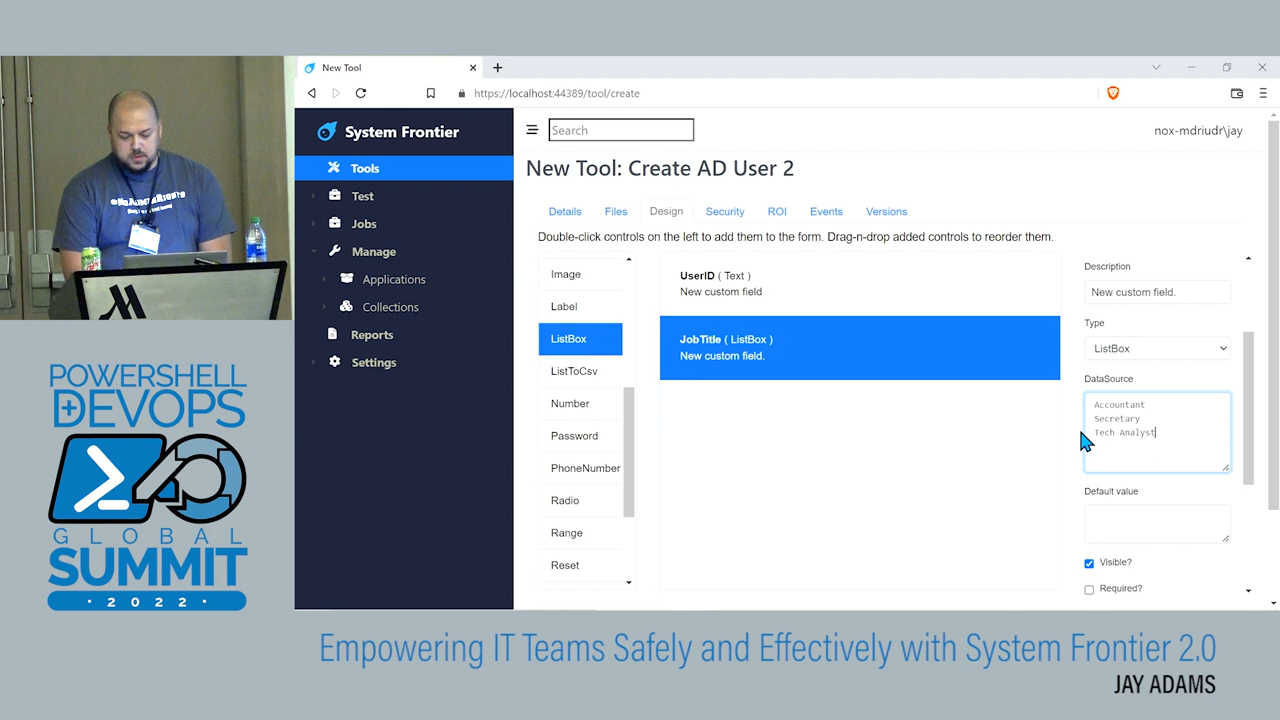 New Tool
https://localhost:44389/tool/create
System Frontier
Search
nox-mdriudr\jay
Tools
Test
Jobs
Manage
Applications
Collections
Reports
Settings
New Tool: Create AD User 2
Details Files Design Security ROI Events Versions
Double-click controls on the left to add them to the form. Drag-n-drop added controls to reorder them.
Image
Label
ListBox
ListToCsv
Number
Password
PhoneNumber
Radio
Range
Reset
UserID ( Text )
New custom field
JobTitle ( ListBox )
New custom field.
Description
New custom field.
Type
ListBox
DataSource
Accountant
Secretary
Tech Analyst
Default value
Visible?
Required?
POWERSHELL
+DEVOPS
GLOBAL
SUMMIT
· 2022 ·
Empowering IT Teams Safely and Effectively with System Frontier 2.0
JAY ADAMS